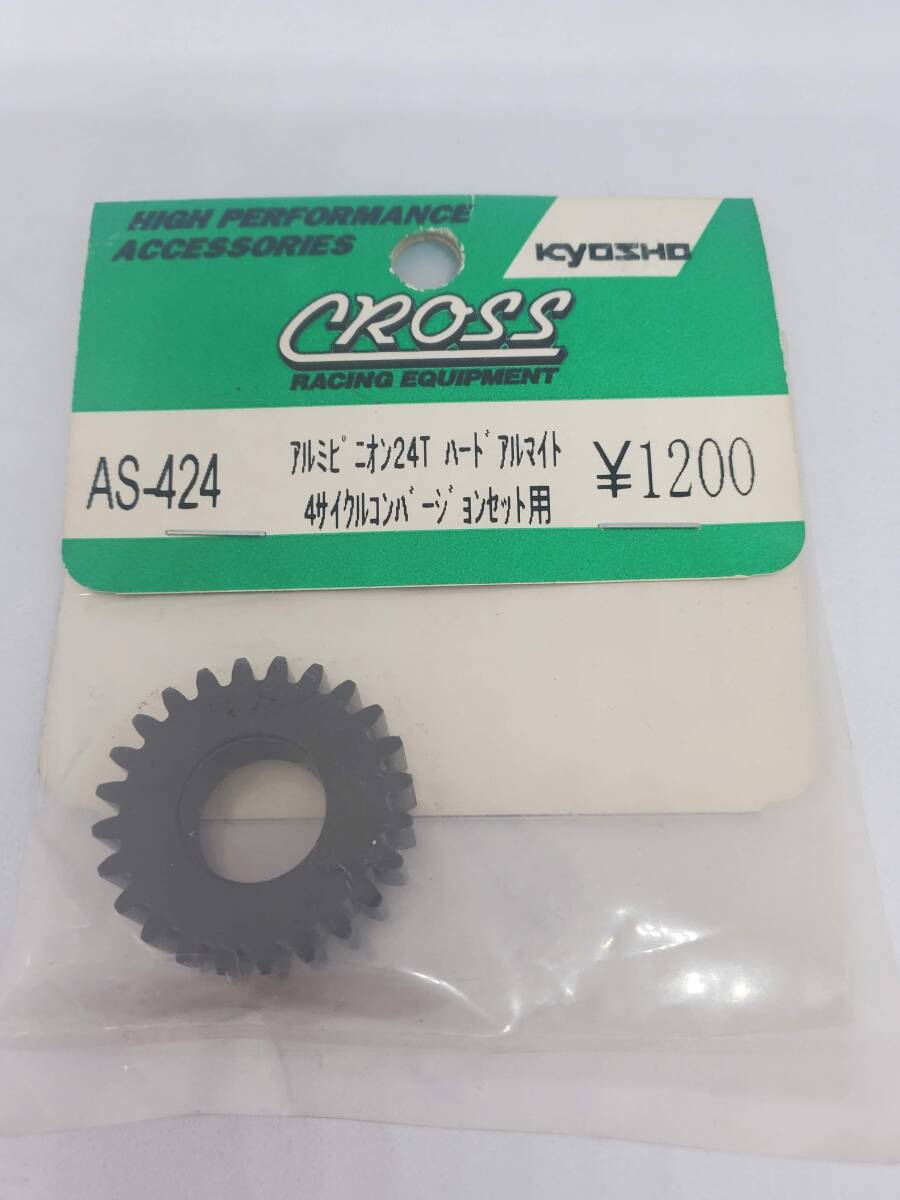 HIGH PERFORMANCE
ACCESSORIES
KYOSHO
CROSS
RACING EQUIPMENT
AS-424
アルミピニオン24T ハードアルマイト
4サイクルコンバージョンセット用
¥1200